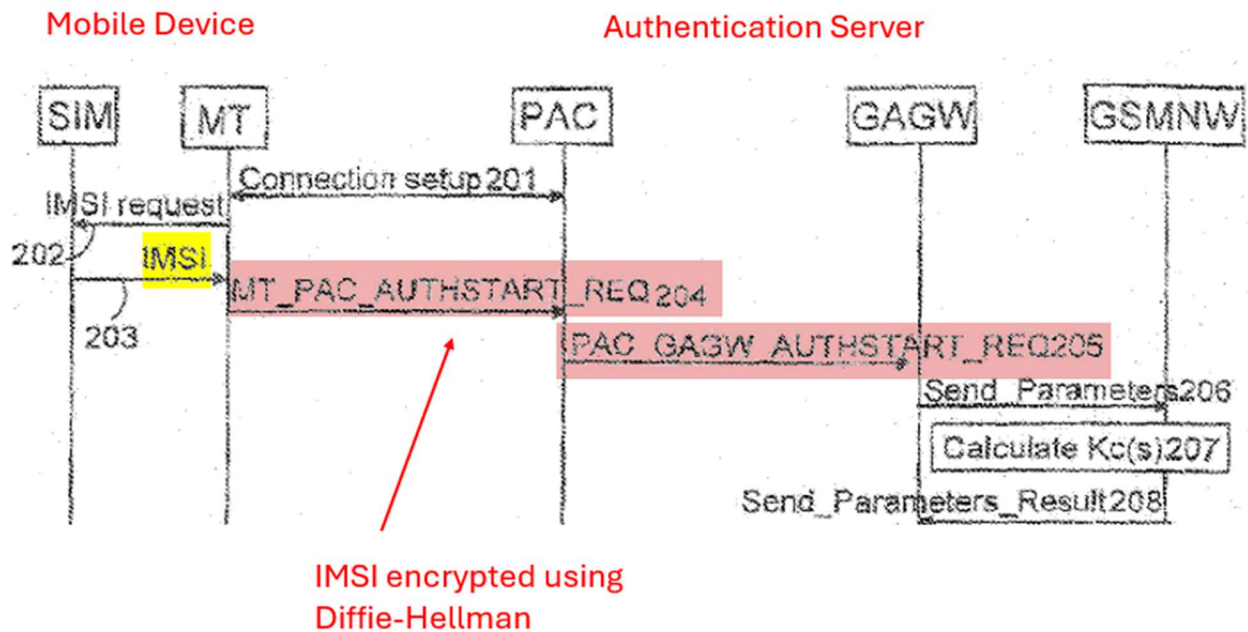 Mobile Device
Authentication Server
SIM
MT
PAC
GAGW
GSMNW
Connection setup 201
IMSI request
202
IMSI
MT_PAC_AUTHSTART_REQ 204
203
PAC_GAGW_AUTHSTART_REQ205
Send_Parameters206
Calculate Kc(s)207
Send_Parameters_Result208
IMSI encrypted using
Diffie-Hellman